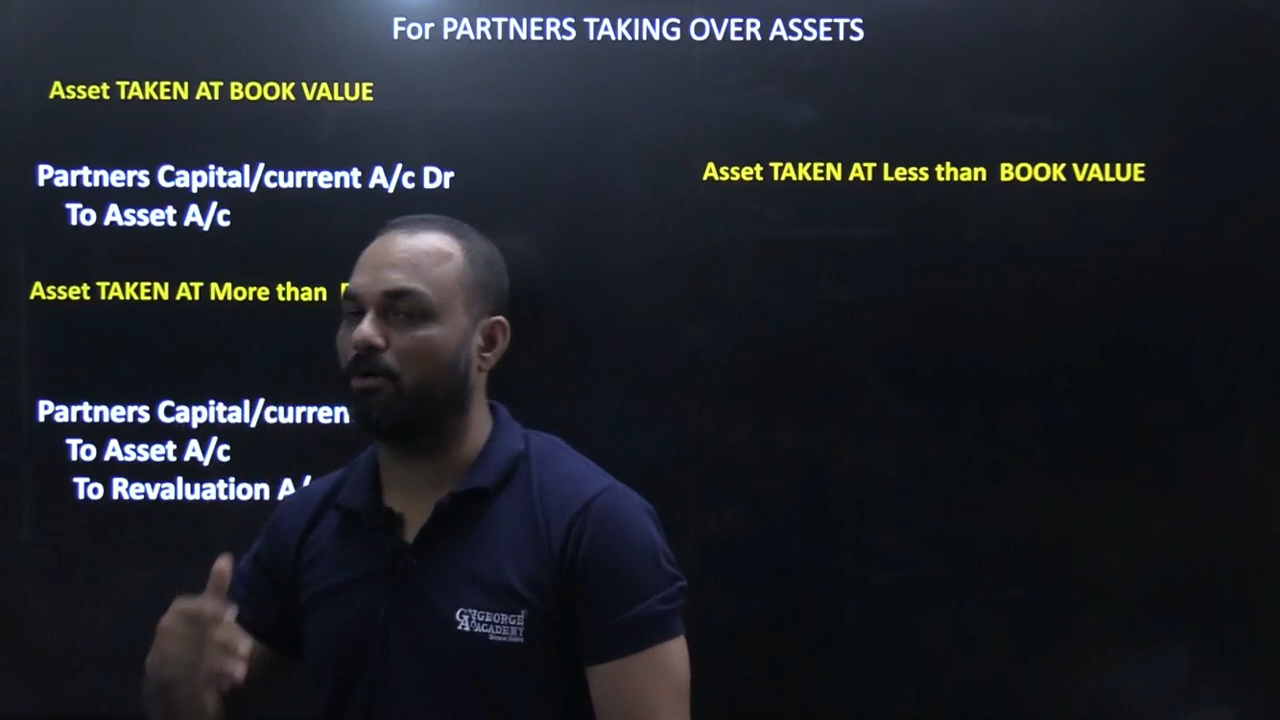 For PARTNERS TAKING OVER ASSETS
Asset TAKEN AT BOOK VALUE
Partners Capital/current A/c Dr
To Asset A/c
Asset TAKEN AT More than
Partners Capital/curren
To Asset A/c
To Revaluation A/
Asset TAKEN AT Less than BOOK VALUE
GEORGE
ACADEMY